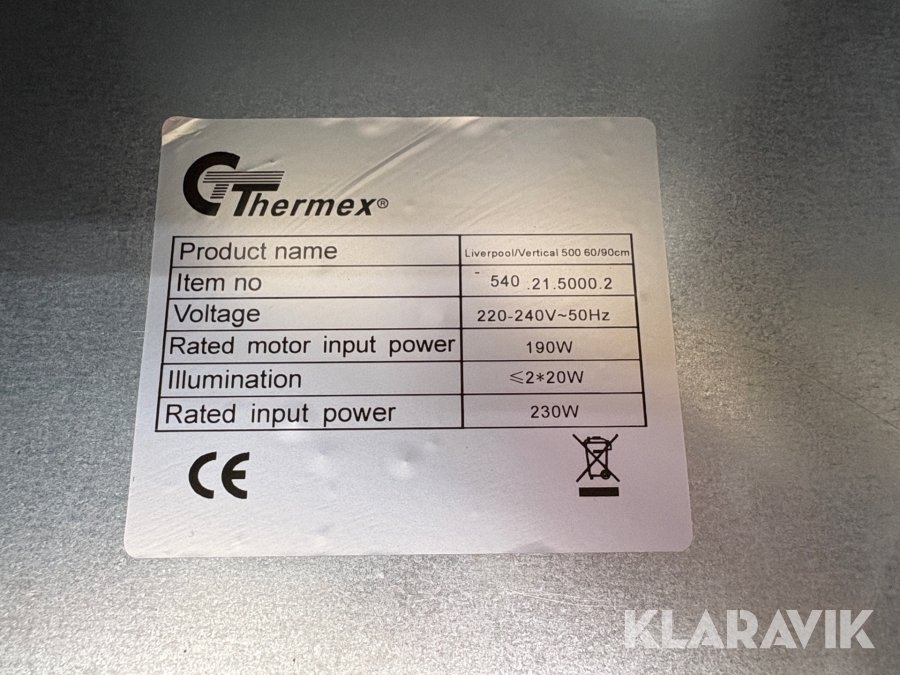 Thermex®
Product name Liverpool/Vertical 500 60/90cm
Item no 540 .21.5000.2
Voltage 220-240V~50Hz
Rated motor input power 190W
Illumination ≤2*20W
Rated input power 230W
CE
KLARAVIK